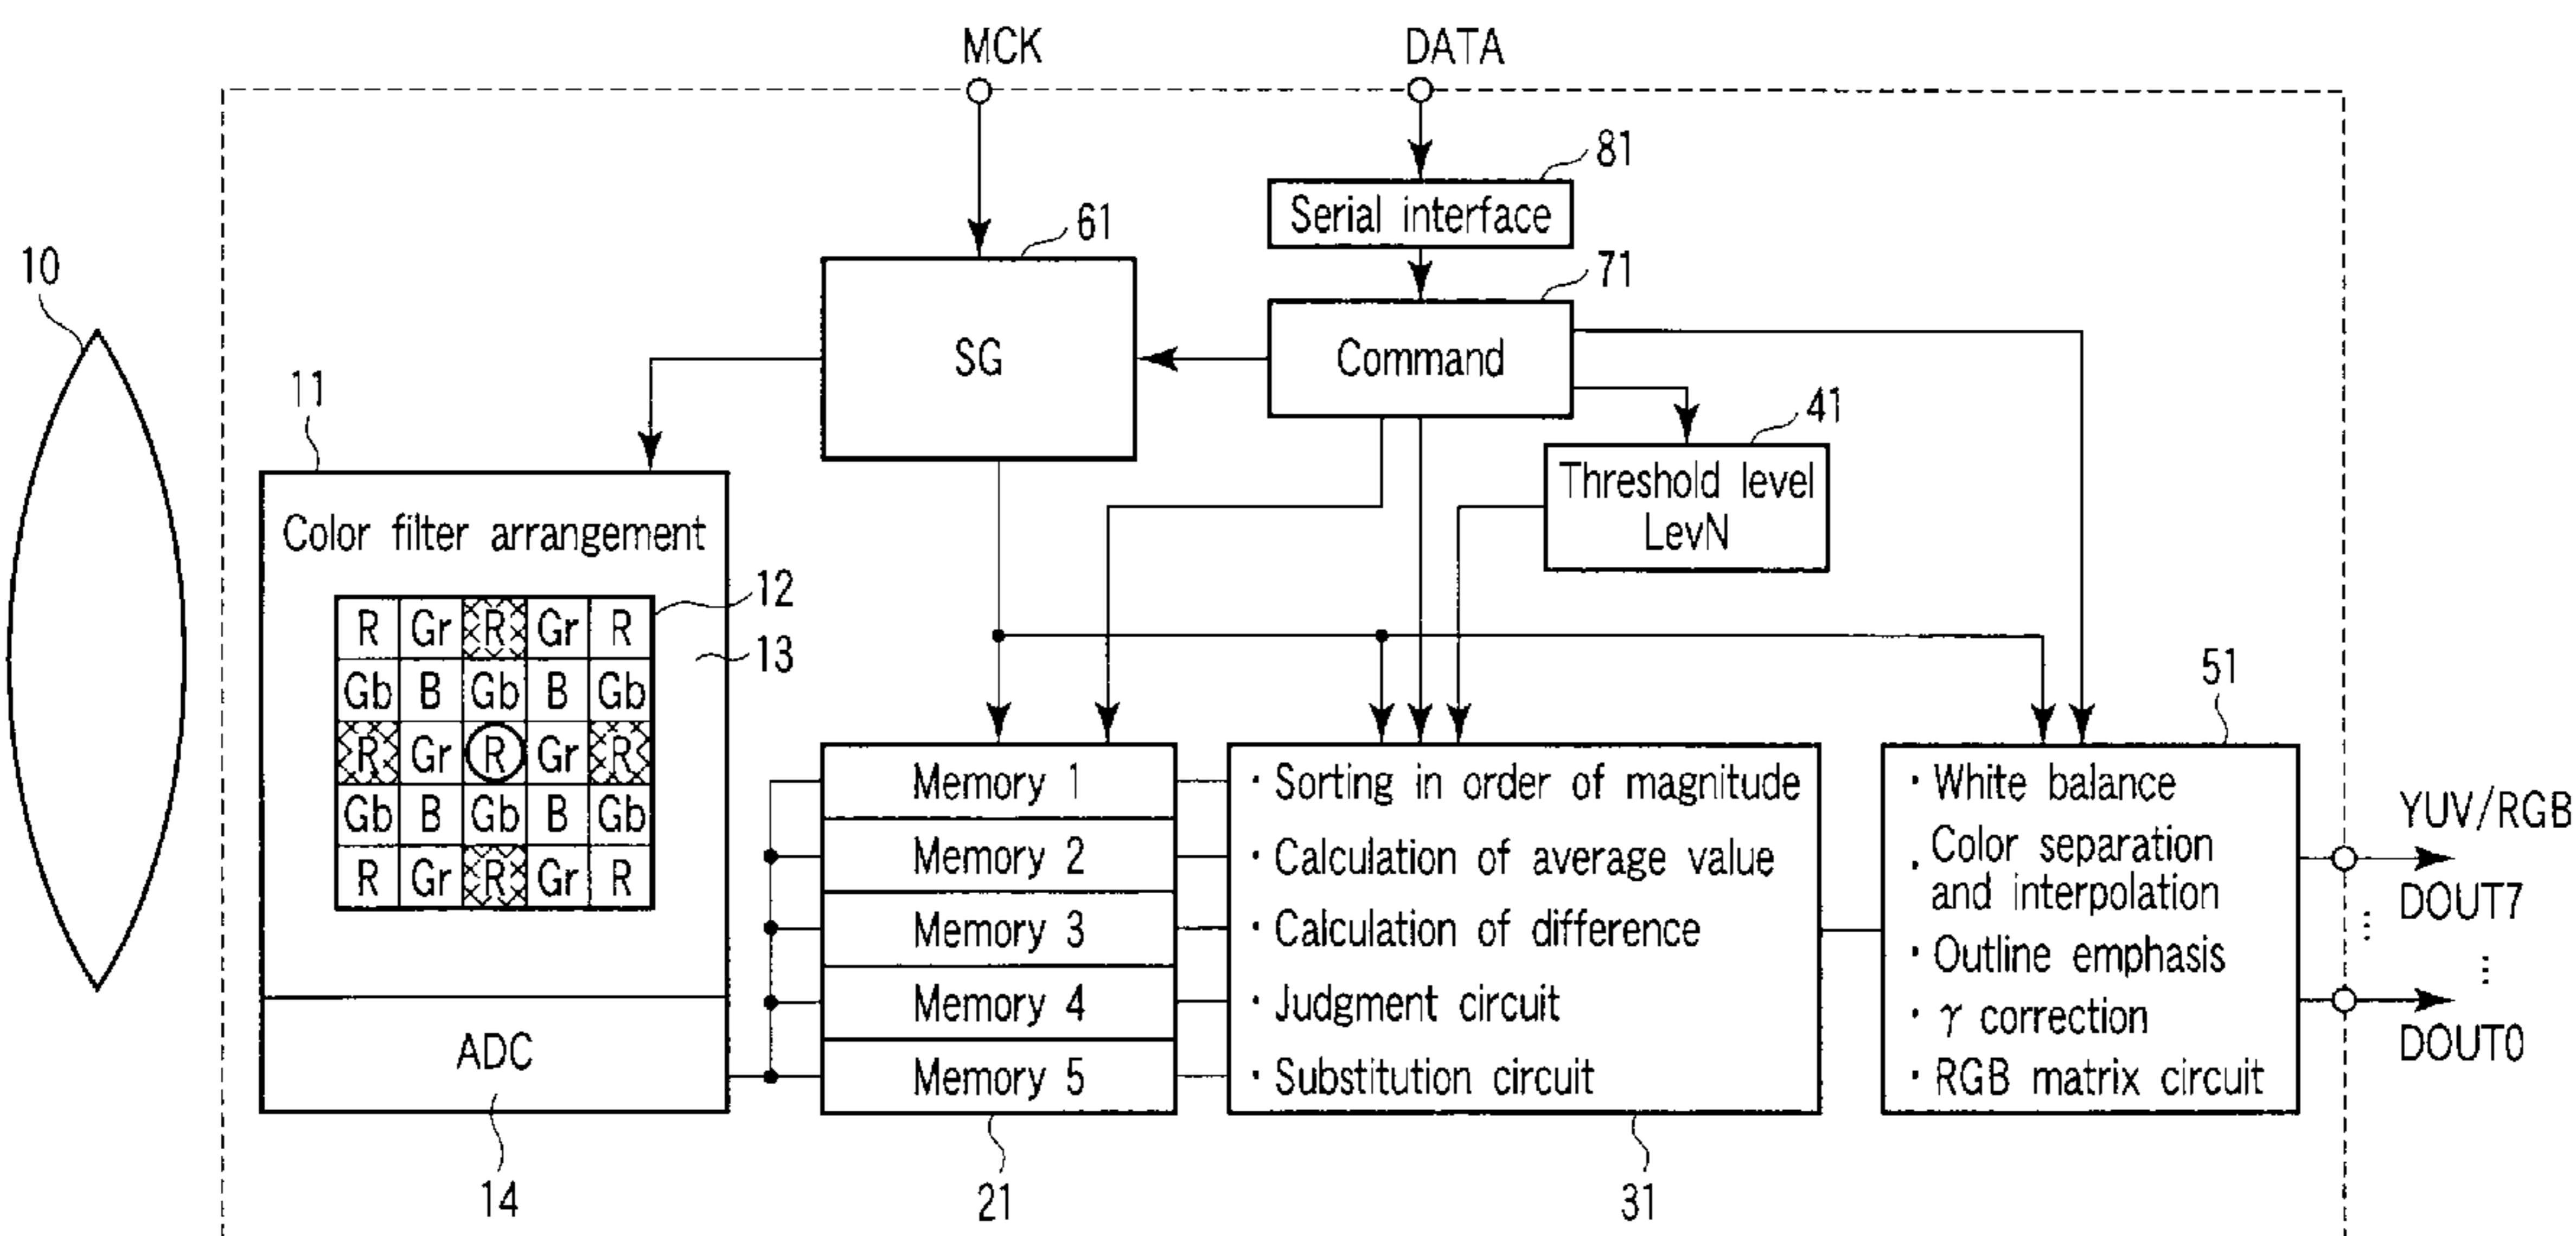 MCK
DATA
81
Serial interface
61
71
10
SG
Command
11
41
Threshold level
LevN
Color filter arrangement
12
R Gr R Gr R
13
Gb B Gb B Gb
51
R Gr R Gr R
Gb B Gb B Gb
R Gr R Gr R
ADC
14
Memory 1
Memory 2
Memory 3
Memory 4
Memory 5
21
· Sorting in order of magnitude
· Calculation of average value
· Calculation of difference
· Judgment circuit
· Substitution circuit
31
· White balance
· Color separation
and interpolation
· Outline emphasis
· γ correction
· RGB matrix circuit
YUV/RGB
DOUT7
⋮ ⋮
DOUT0